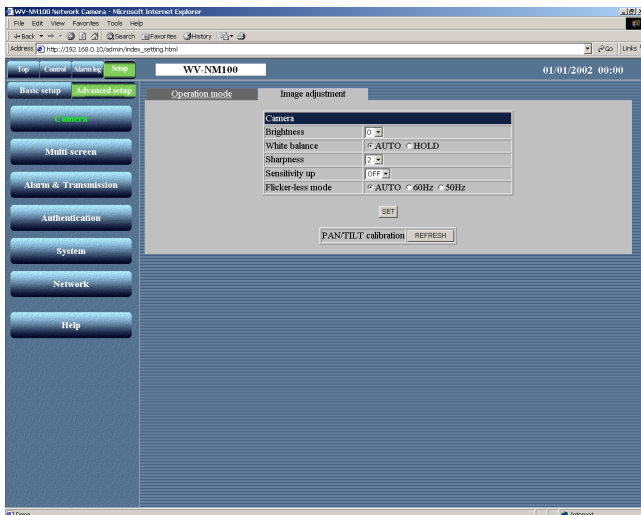 WV-NM100 Network Camera - Microsoft Internet Explorer
File Edit View Favorites Tools Help
Back Search Favorites History
Address http://192.168.0.10/admin/index_setting.html Go Links
Top Control Alarm log Setup WV-NM100 01/01/2002 00:00
Basic setup Advanced setup
Operation mode Image adjustment
Camera
Multi-screen
Alarm & Transmission
Authentication
System
Network
Help
Camera
Brightness 0
White balance AUTO HOLD
Sharpness 2
Sensitivity up OFF
Flicker-less mode AUTO 60Hz 50Hz
SET
PAN/TILT calibration REFRESH
Done Internet